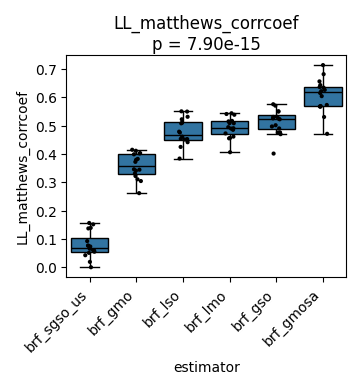 LL_matthews_corrcoef
p = 7.90e-15
LL_matthews_corrcoef
0.7
0.6
0.5
0.4
0.3
0.2
0.1
0.0
brf_sgso_us
brf_gmo
brf_lso
brf_lmo
brf_gso
brf_gmosa
estimator